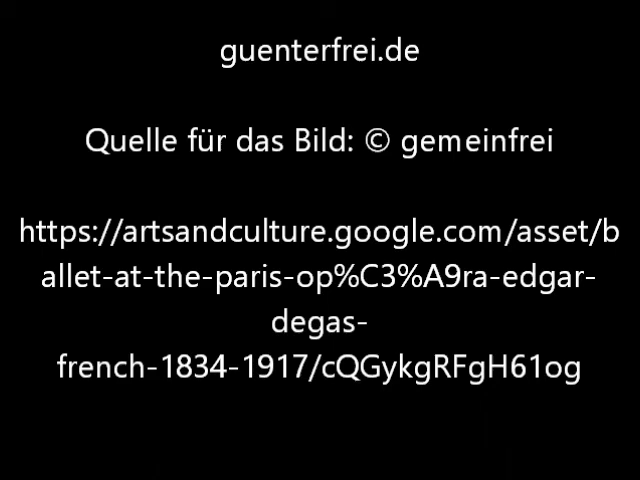 guenterfrei.de
Quelle für das Bild: © gemeinfrei
https://artsandculture.google.com/asset/b
allet-at-the-paris-op%C3%A9ra-edgar-
degas-
french-1834-1917/cQGykgRFgH61og